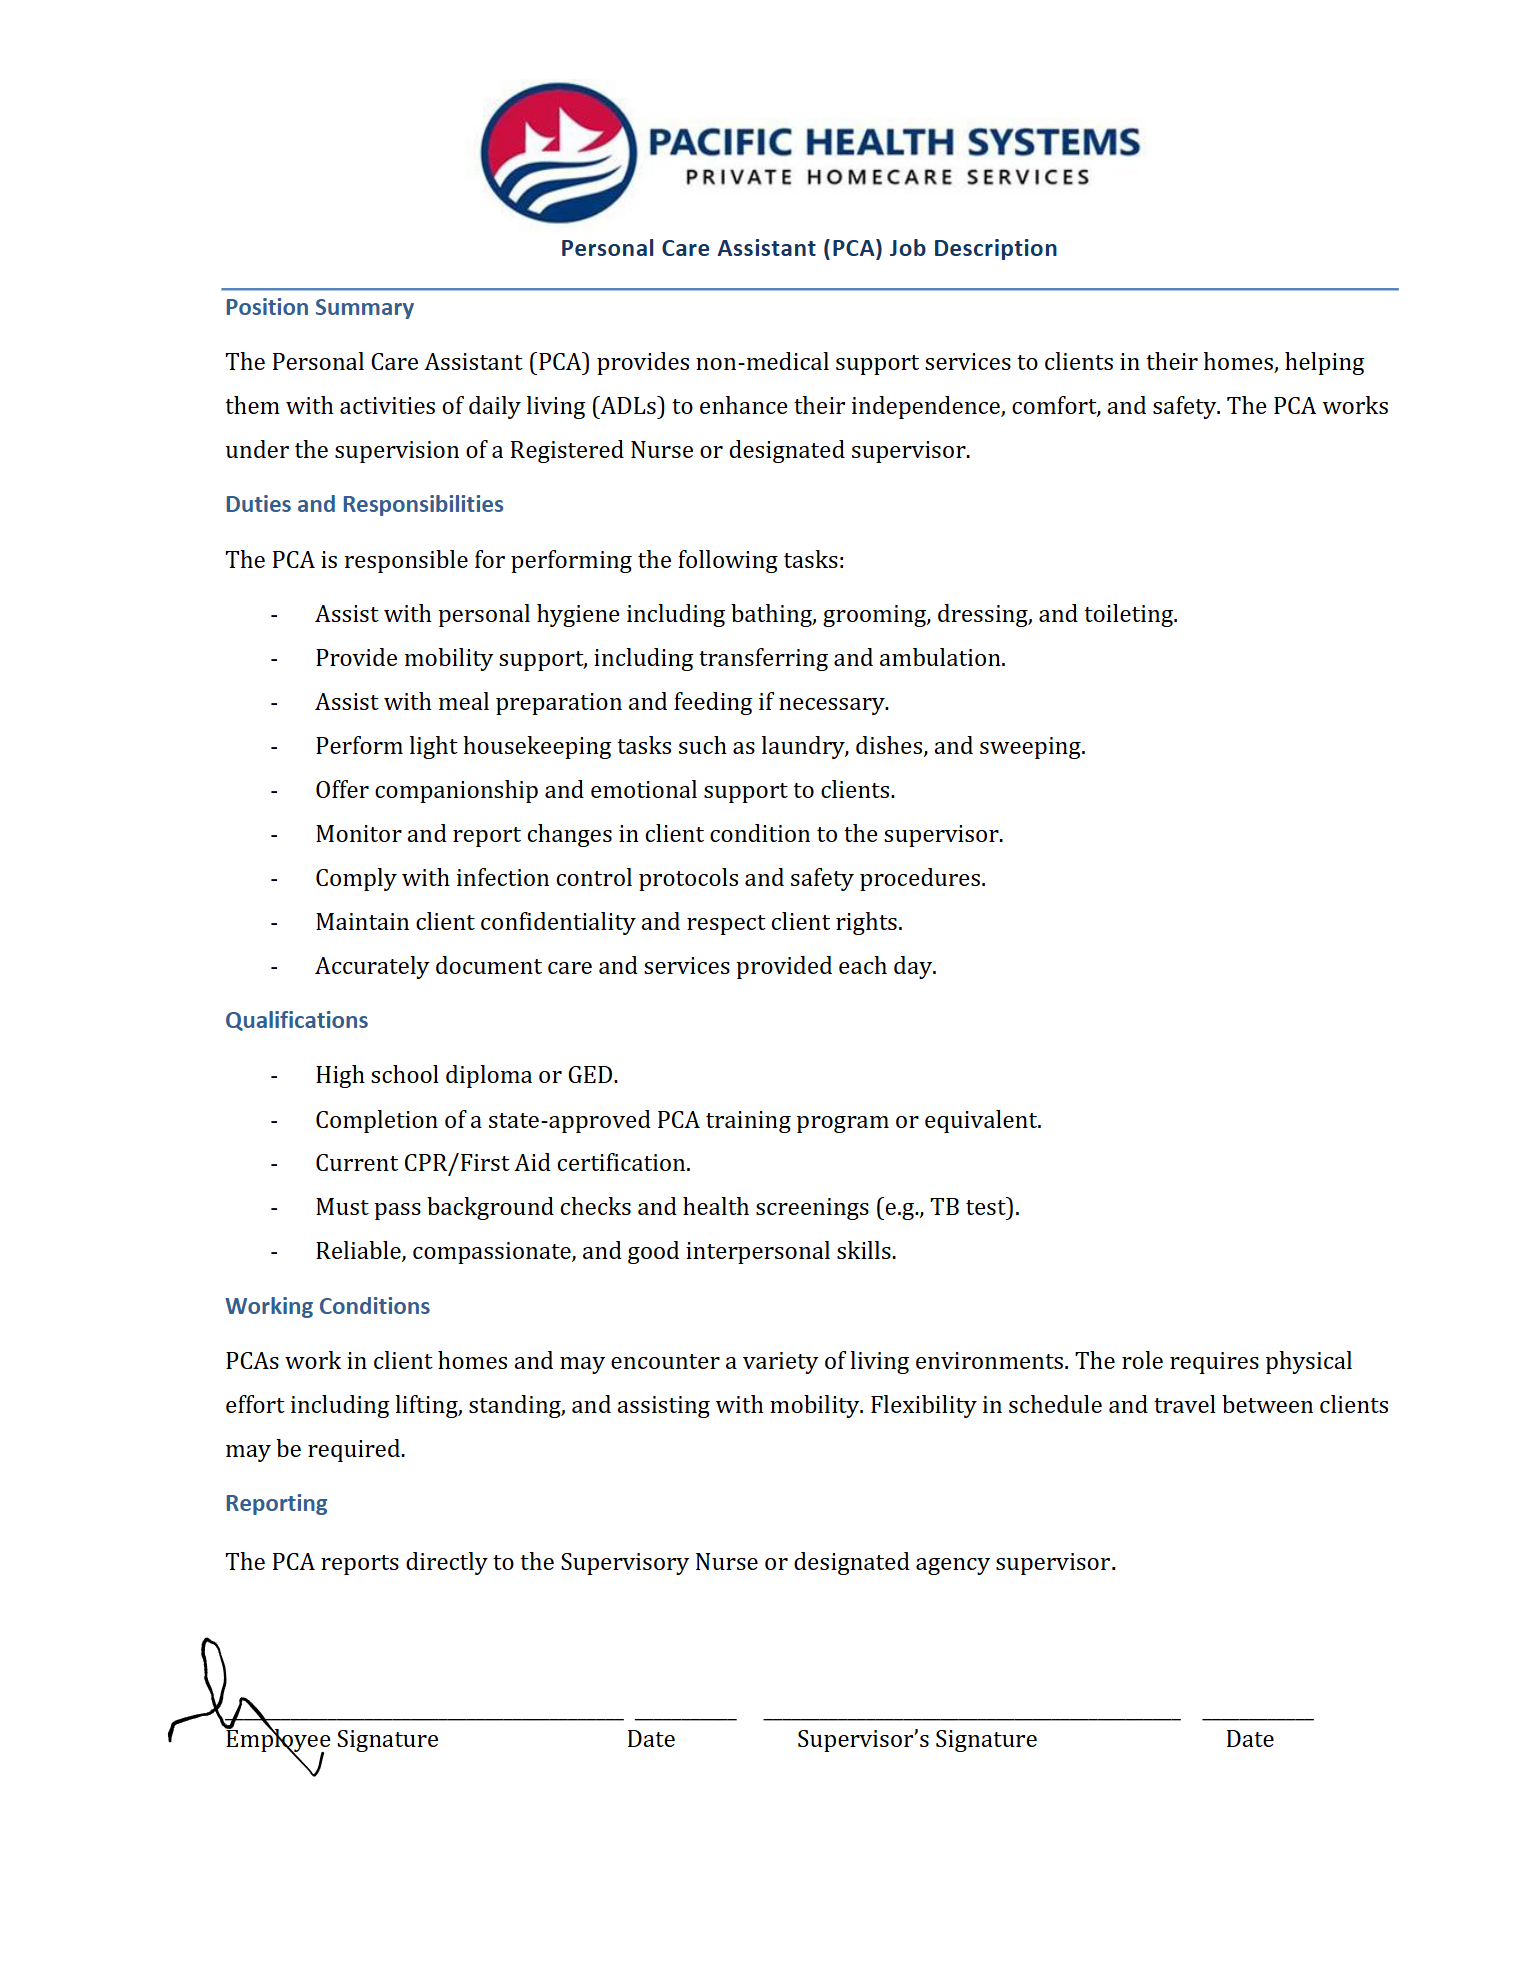 PACIFIC HEALTH SYSTEMS
PRIVATE HOMECARE SERVICES
Personal Care Assistant (PCA) Job Description
Position Summary
The Personal Care Assistant (PCA) provides non-medical support services to clients in their homes, helping
them with activities of daily living (ADLs) to enhance their independence, comfort, and safety. The PCA works
under the supervision of a Registered Nurse or designated supervisor.
Duties and Responsibilities
The PCA is responsible for performing the following tasks:
- Assist with personal hygiene including bathing, grooming, dressing, and toileting.
- Provide mobility support, including transferring and ambulation.
- Assist with meal preparation and feeding if necessary.
- Perform light housekeeping tasks such as laundry, dishes, and sweeping.
- Offer companionship and emotional support to clients.
- Monitor and report changes in client condition to the supervisor.
- Comply with infection control protocols and safety procedures.
- Maintain client confidentiality and respect client rights.
- Accurately document care and services provided each day.
Qualifications
- High school diploma or GED.
- Completion of a state-approved PCA training program or equivalent.
- Current CPR/First Aid certification.
- Must pass background checks and health screenings (e.g., TB test).
- Reliable, compassionate, and good interpersonal skills.
Working Conditions
PCAs work in client homes and may encounter a variety of living environments. The role requires physical
effort including lifting, standing, and assisting with mobility. Flexibility in schedule and travel between clients
may be required.
Reporting
The PCA reports directly to the Supervisory Nurse or designated agency supervisor.
Employee Signature Date Supervisor’s Signature Date